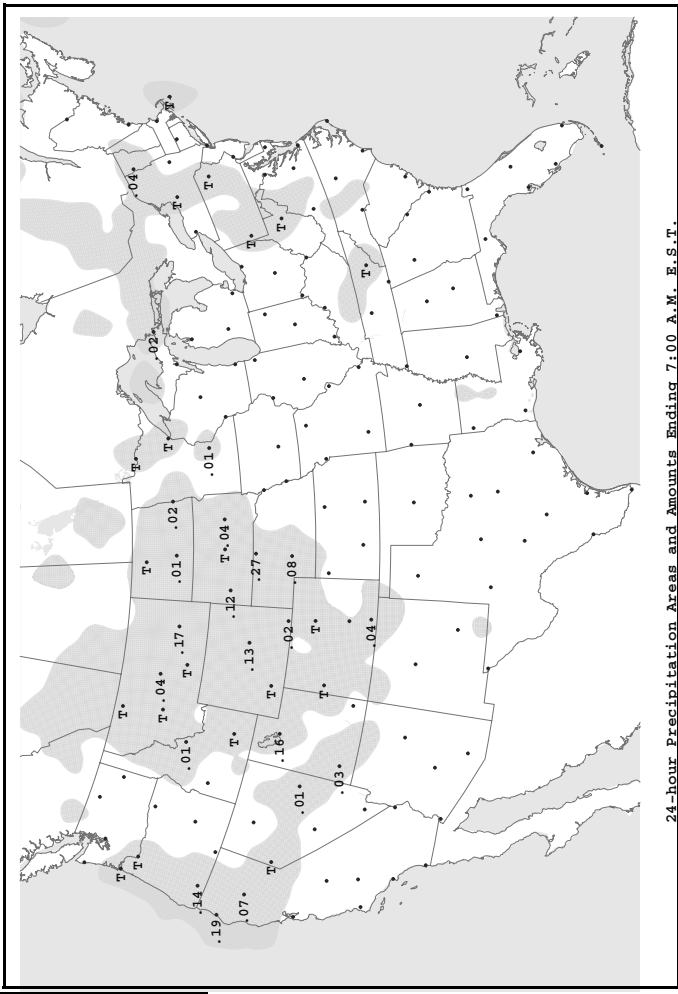 T
T
T
.04
T
T
.02
T .04
T
T
.02
.01
T
.17
.01
T
.14
T
.01
.19
T .04
.12
T
.07
.13
T
.27
T
T
.16
T
.02
.08
.01
T
T
.03
T
.04
24-hour Precipitation Areas and Amounts Ending 7:00 A.M. E.S.T.